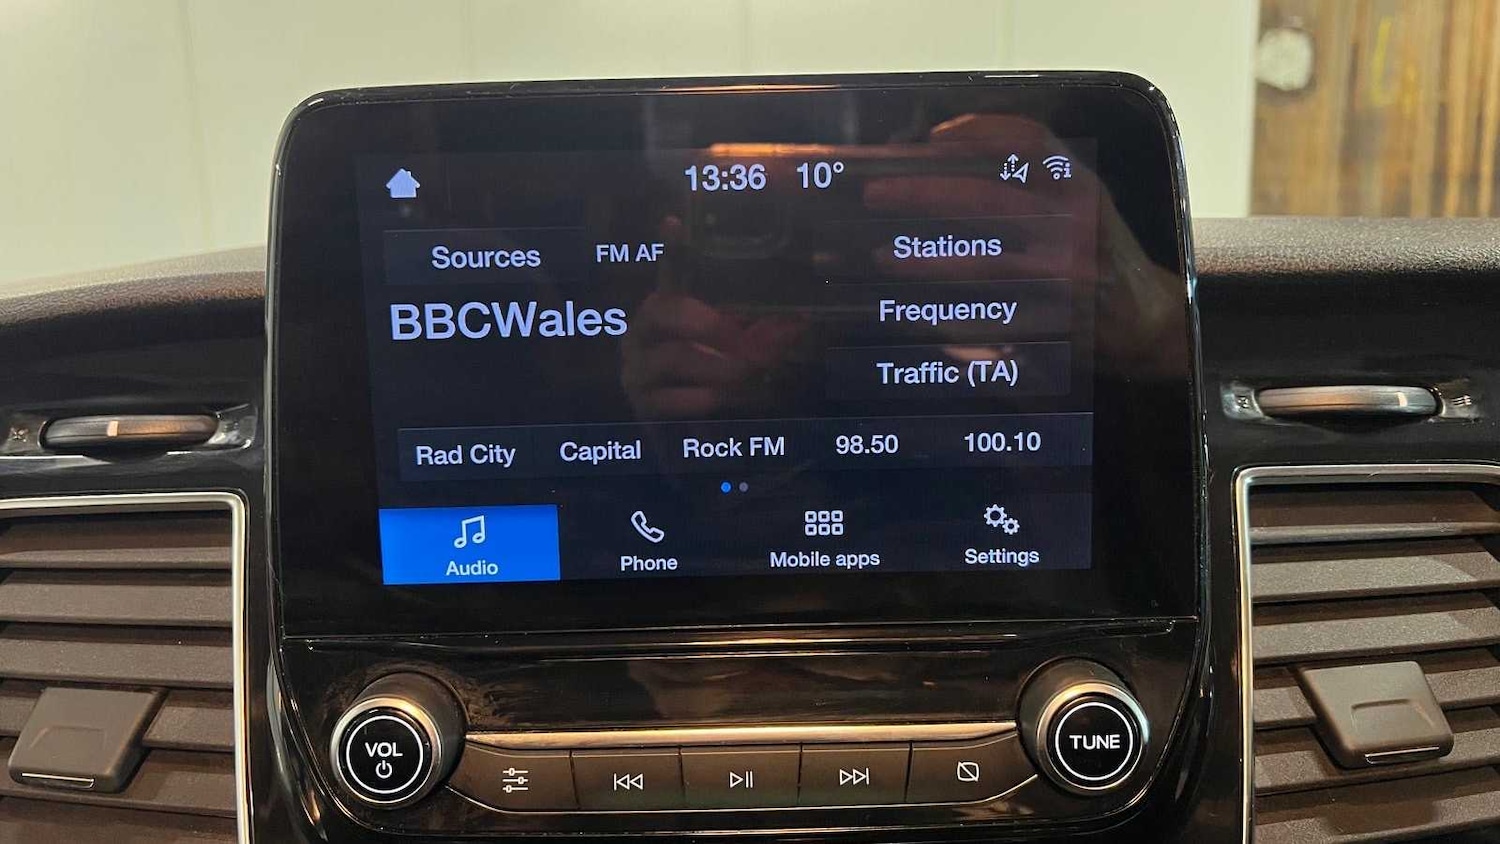 13:36 10°
Sources FM AF Stations
BBCWales Frequency
Traffic (TA)
Rad City Capital Rock FM 98.50 100.10
Audio Phone Mobile apps Settings
VOL TUNE